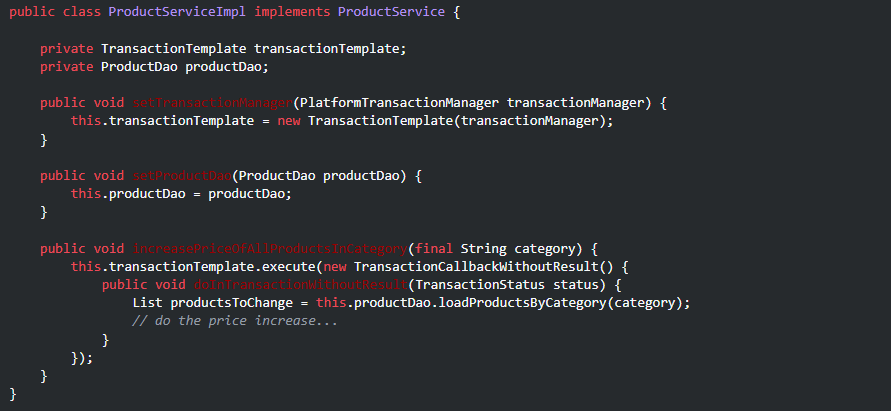 public class ProductServiceImpl implements ProductService {
private TransactionTemplate transactionTemplate;
private ProductDao productDao;
public void setTransactionManager(PlatformTransactionManager transactionManager) {
this.transactionTemplate = new TransactionTemplate(transactionManager);
}
public void setProductDao(ProductDao productDao) {
this.productDao = productDao;
}
public void increasePriceOfAllProductsInCategory(final String category) {
this.transactionTemplate.execute(new TransactionCallbackWithoutResult() {
public void doInTransactionWithoutResult(TransactionStatus status) {
List productsToChange = this.productDao.loadProductsByCategory(category);
// do the price increase...
}
});
}
}